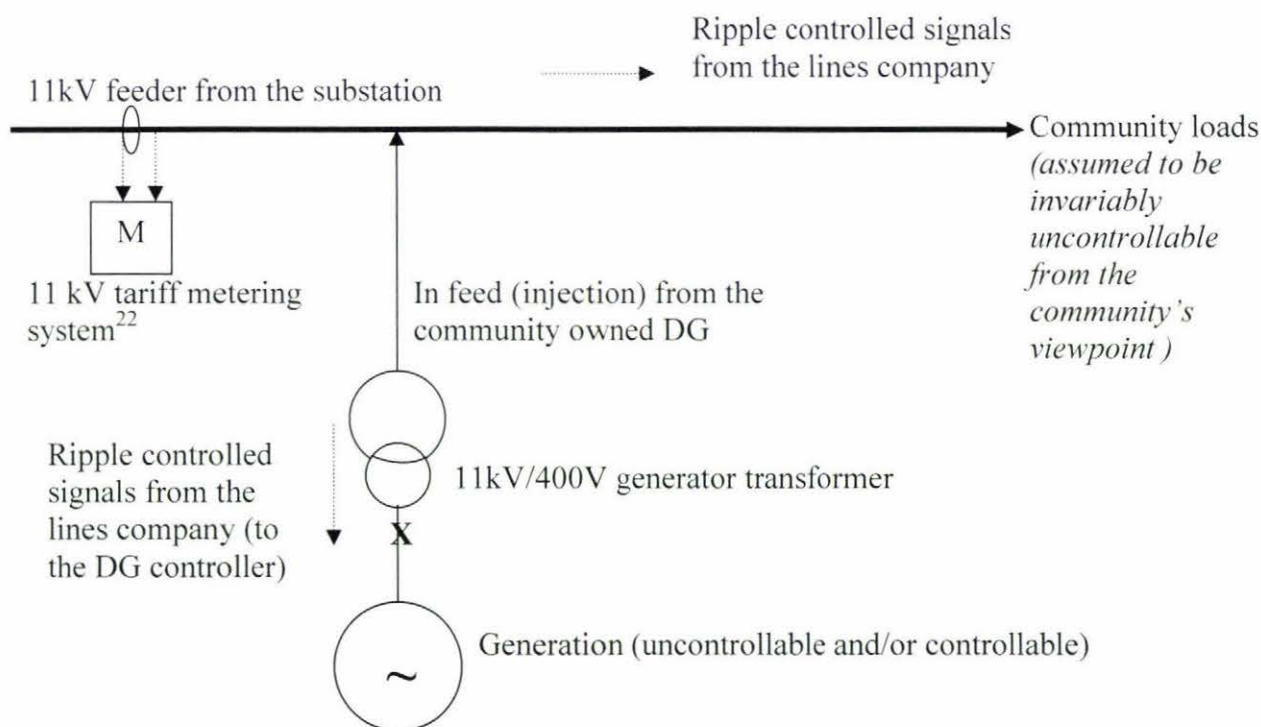 Ripple controlled signals
from the lines company
11kV feeder from the substation
Community loads
(assumed to be
invariably
uncontrollable
from the
community's
viewpoint )
M
11 kV tariff metering
system22
In feed (injection) from the
community owned DG
Ripple controlled
signals from the
lines company (to
the DG controller)
11kV/400V generator transformer
X
Generation (uncontrollable and/or controllable)
~